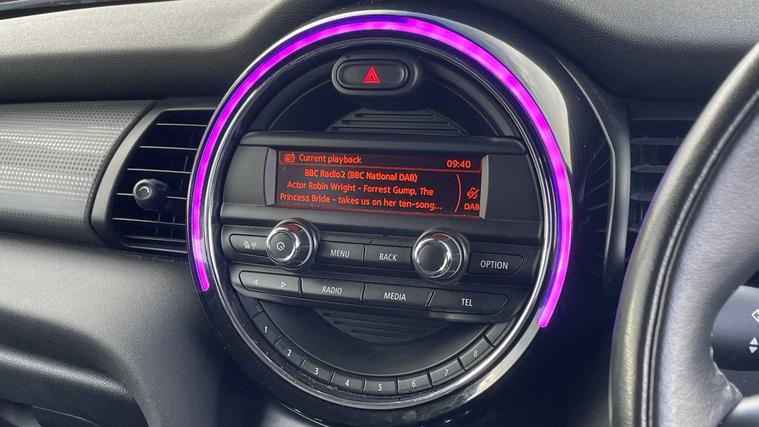 Current playback 09:40
BBC Radio2 (BBC National DAB)
Actor Robin Wright - Forrest Gump, The
Princess Bride - takes us on her ten-song...
DAB
MENU BACK OPTION
RADIO MEDIA TEL
1 2 3 4 5 6 7 8